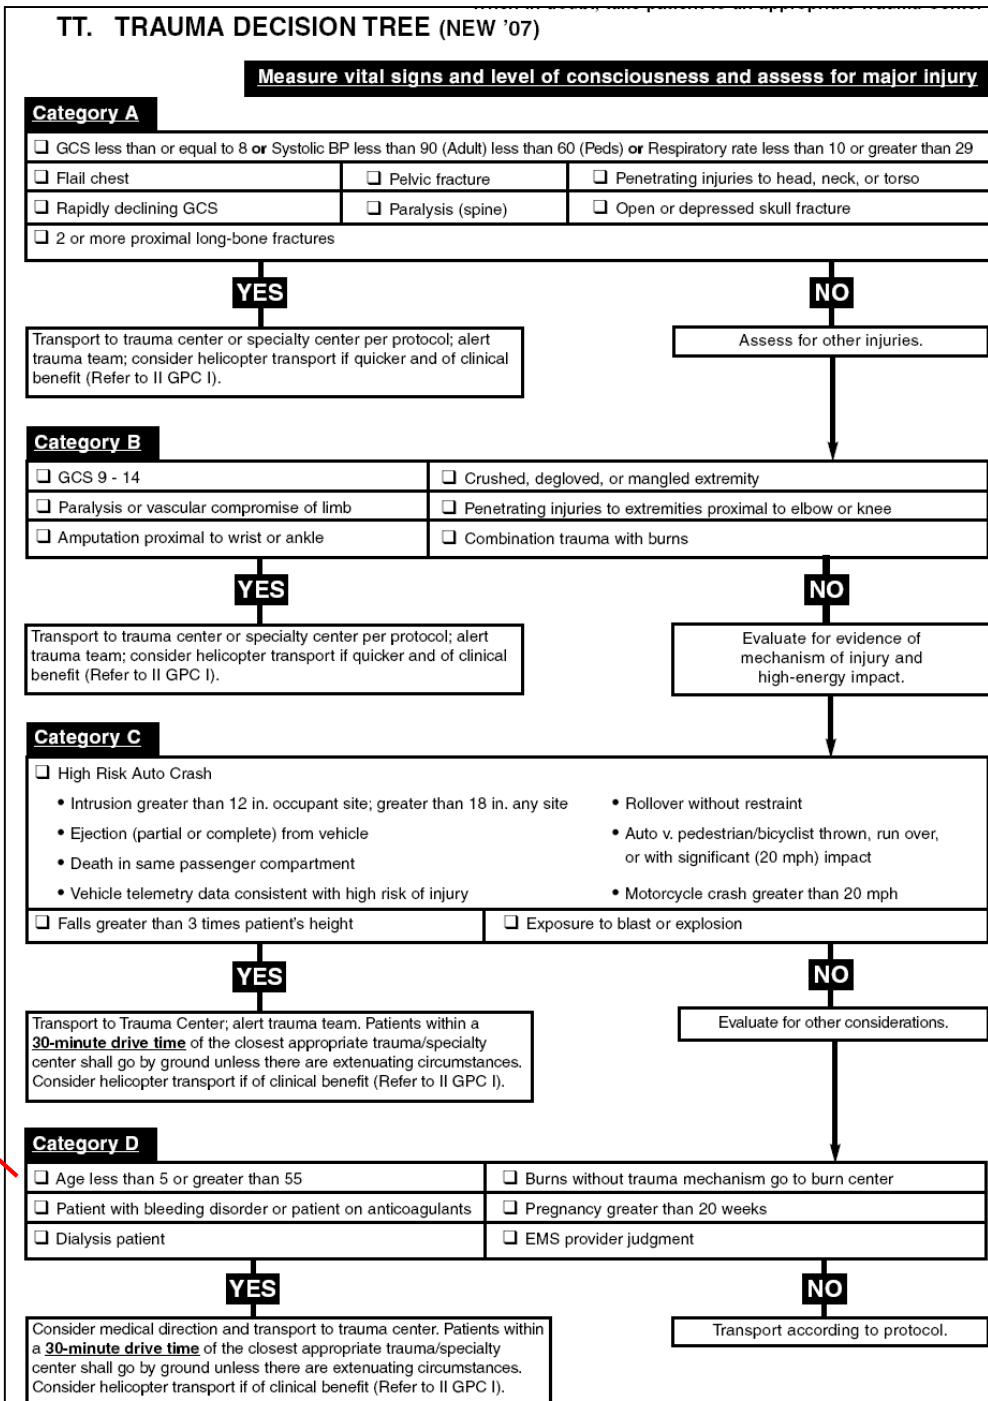 When in doubt, take patient to an appropriate Trauma Center
TT. TRAUMA DECISION TREE (NEW '07)
Measure vital signs and level of consciousness and assess for major injury
Category A
❑ GCS less than or equal to 8 or Systolic BP less than 90 (Adult) less than 60 (Peds) or Respiratory rate less than 10 or greater than 29
❑ Flail chest
❑ Pelvic fracture
❑ Penetrating injuries to head, neck, or torso
❑ Rapidly declining GCS
❑ Paralysis (spine)
❑ Open or depressed skull fracture
❑ 2 or more proximal long-bone fractures
YES
NO
Transport to trauma center or specialty center per protocol; alert
trauma team; consider helicopter transport if quicker and of clinical
benefit (Refer to II GPC I).
Assess for other injuries.
Category B
❑ GCS 9 - 14
❑ Crushed, degloved, or mangled extremity
❑ Paralysis or vascular compromise of limb
❑ Penetrating injuries to extremities proximal to elbow or knee
❑ Amputation proximal to wrist or ankle
❑ Combination trauma with burns
YES
NO
Transport to trauma center or specialty center per protocol; alert
trauma team; consider helicopter transport if quicker and of clinical
benefit (Refer to II GPC I).
Evaluate for evidence of
mechanism of injury and
high-energy impact.
Category C
❑ High Risk Auto Crash
• Intrusion greater than 12 in. occupant site; greater than 18 in. any site
• Rollover without restraint
• Ejection (partial or complete) from vehicle
• Auto v. pedestrian/bicyclist thrown, run over,
or with significant (20 mph) impact
• Death in same passenger compartment
• Vehicle telemetry data consistent with high risk of injury
• Motorcycle crash greater than 20 mph
❑ Falls greater than 3 times patient's height
❑ Exposure to blast or explosion
YES
NO
Transport to Trauma Center; alert trauma team. Patients within a
30-minute drive time of the closest appropriate trauma/specialty
center shall go by ground unless there are extenuating circumstances.
Consider helicopter transport if of clinical benefit (Refer to II GPC I).
Evaluate for other considerations.
Category D
❑ Age less than 5 or greater than 55
❑ Burns without trauma mechanism go to burn center
❑ Patient with bleeding disorder or patient on anticoagulants
❑ Pregnancy greater than 20 weeks
❑ Dialysis patient
❑ EMS provider judgment
YES
NO
Consider medical direction and transport to trauma center. Patients within
a 30-minute drive time of the closest appropriate trauma/specialty
center shall go by ground unless there are extenuating circumstances.
Consider helicopter transport if of clinical benefit (Refer to II GPC I).
Transport according to protocol.